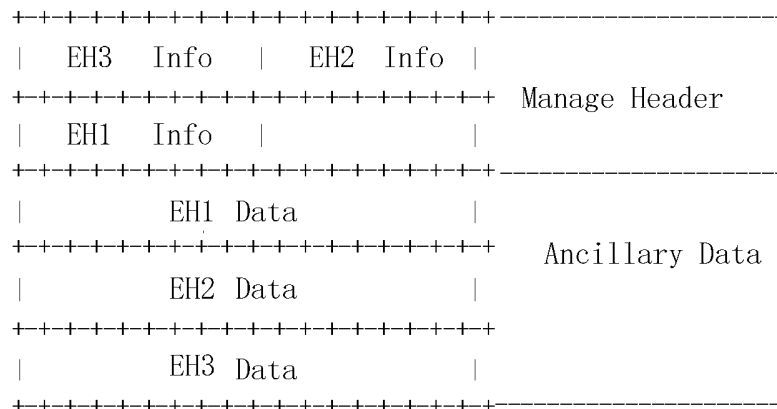 +-+-+-+-+-+-+-+-+-+-+-+-+-+-+-+-+-+-+
| EH3 Info | EH2 Info |
+-+-+-+-+-+-+-+-+-+-+-+-+-+-+-+-+-+-+ Manage Header
| EH1 Info | |
+-+-+-+-+-+-+-+-+-+-+-+-+-+-+-+-+-+-+
| EH1 Data |
+-+-+-+-+-+-+-+-+-+-+-+-+-+-+-+-+-+-+ Ancillary Data
| EH2 Data |
+-+-+-+-+-+-+-+-+-+-+-+-+-+-+-+-+-+-+
| EH3 Data |
+-+-+-+-+-+-+-+-+-+-+-+-+-+-+-+-+-+-+